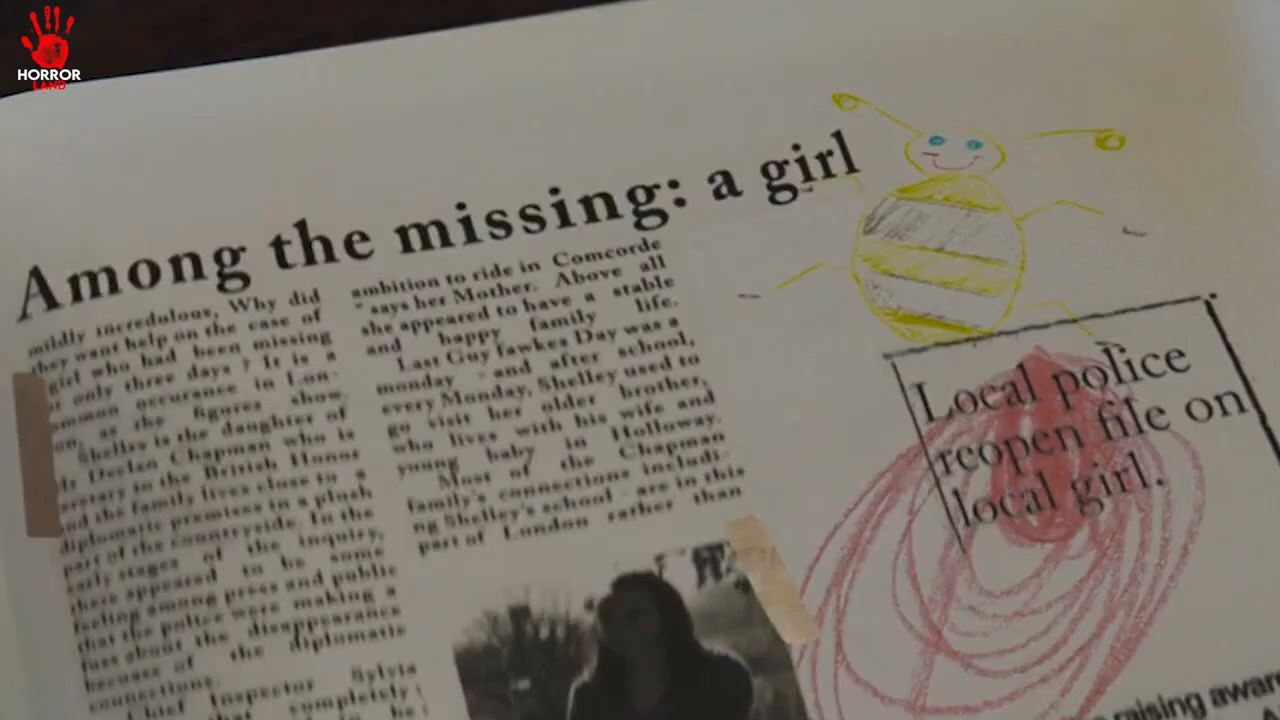 HORROR
LAND
Among the missing: a girl
mildly incredulous, Why did
they want help on the case of
girl who had been missing
only three days ? It is a
occurance in Lon-
as the figures show.
Shelley is the daughter of
Declan Chapman who is
to the British Honor
and the family lives close to a
diplomatic premises in a plush
part of the countryside. In the
early stages of the inquiry,
there appeared to be some
feeling among press and public
that the police were making a
fuss about the disappearance
because of the diplomatic
connections.
Chief Inspector Sylvia
that completely
ambition to ride in Comcorde
" says her Mother. Above all
she appeared to have a stable
and happy family life.
Last Guy fawkes Day was a
monday - and after school,
every Monday, Shelley used to
go visit her older brother,
who lives with his wife and
young baby in Holloway.
Most of the Chapman
family's connections includi-
ng Shelley's school - are in this
part of London rather than
Local police
reopen file on
local girl.
raising awar